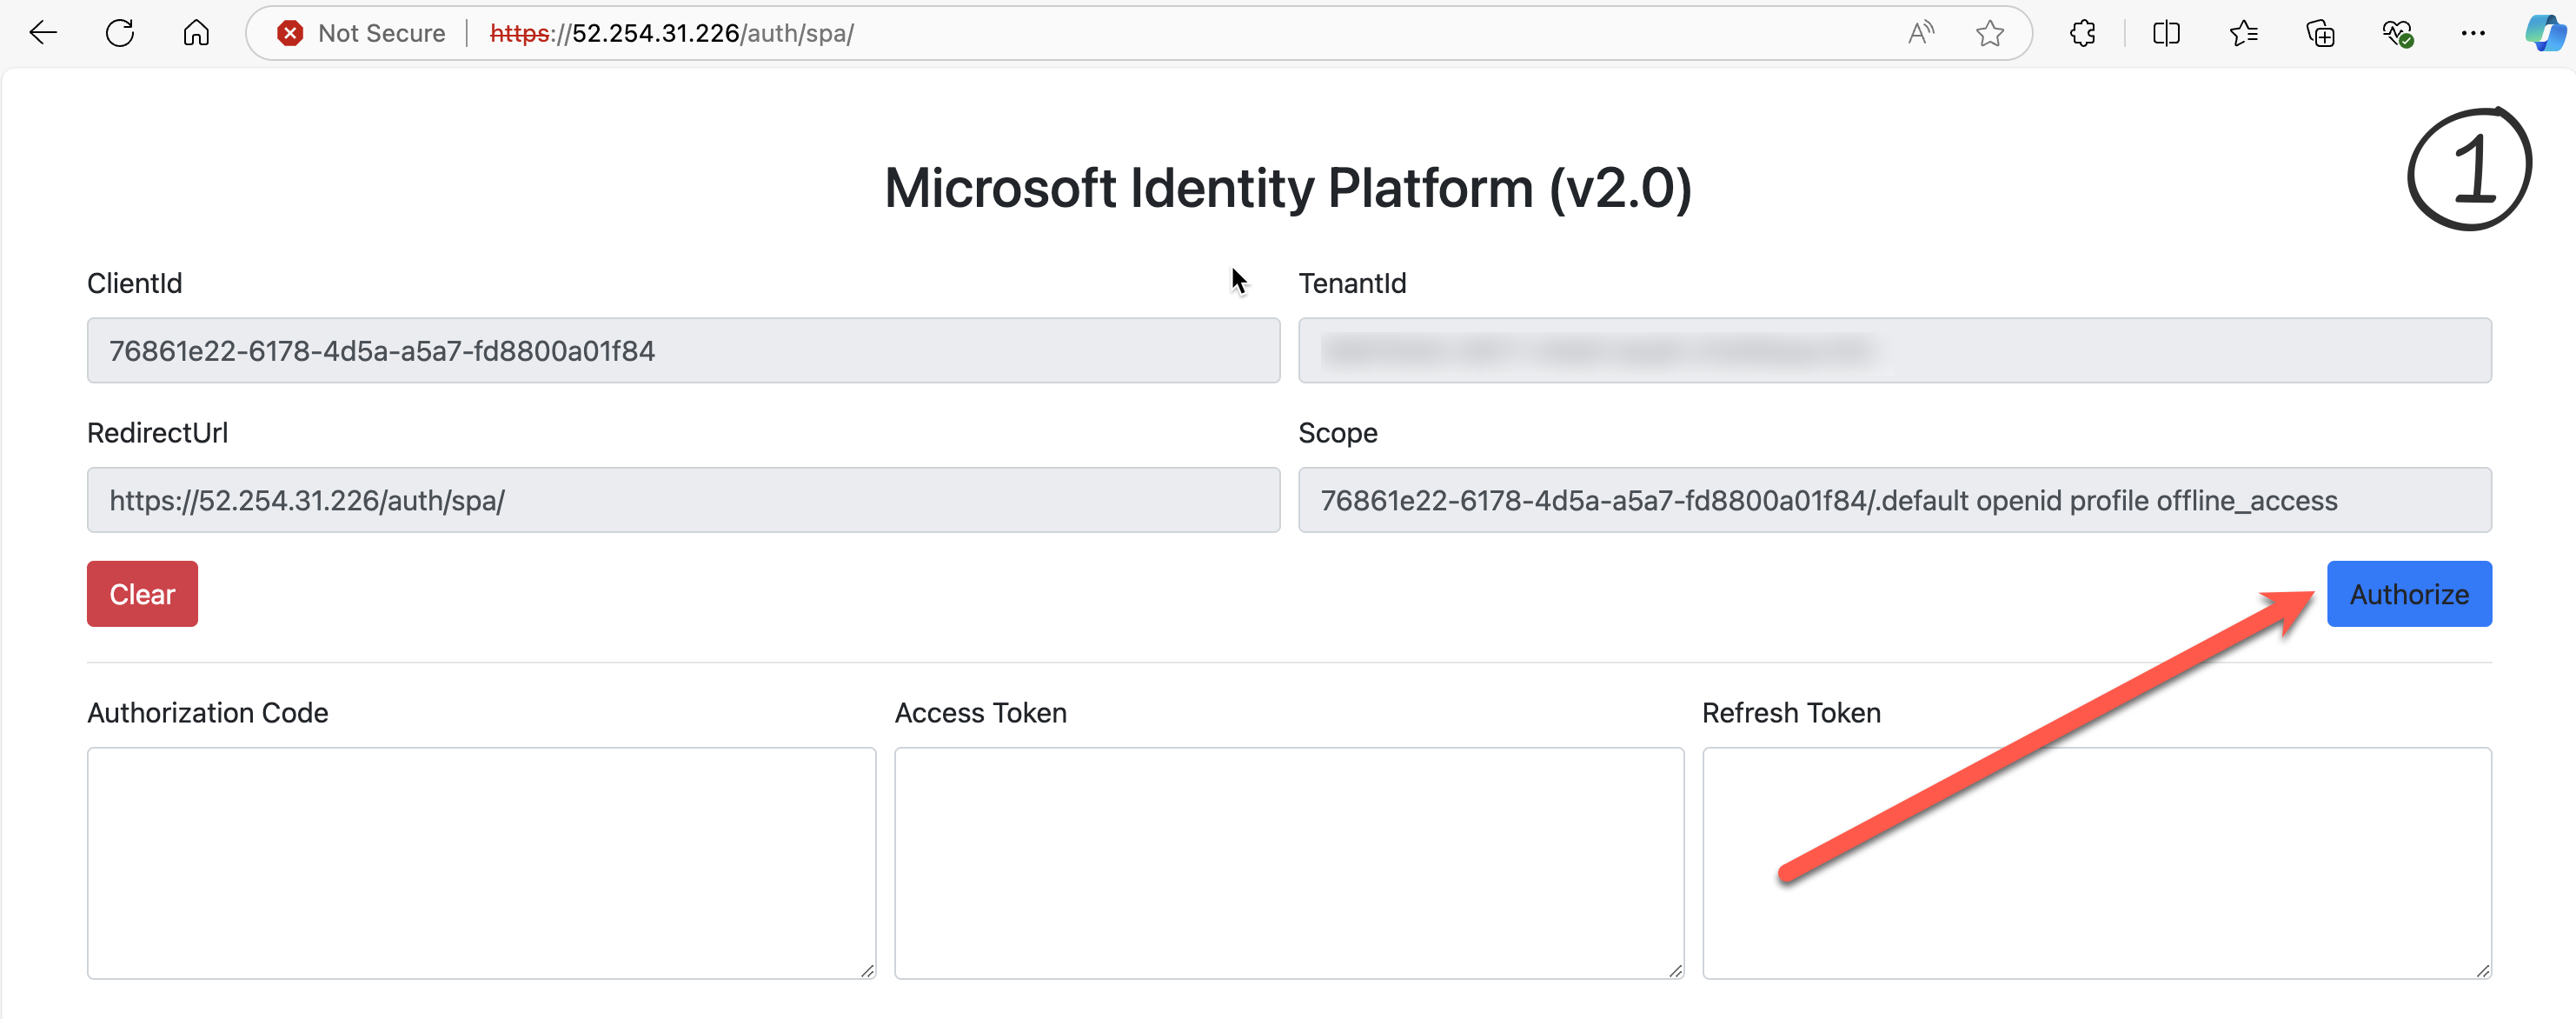 Not Secure | https://52.254.31.226/auth/spa/
1
Microsoft Identity Platform (v2.0)
ClientId
TenantId
76861e22-6178-4d5a-a5a7-fd8800a01f84
RedirectUrl
Scope
https://52.254.31.226/auth/spa/
76861e22-6178-4d5a-a5a7-fd8800a01f84/.default openid profile offline_access
Clear
Authorize
Authorization Code
Access Token
Refresh Token